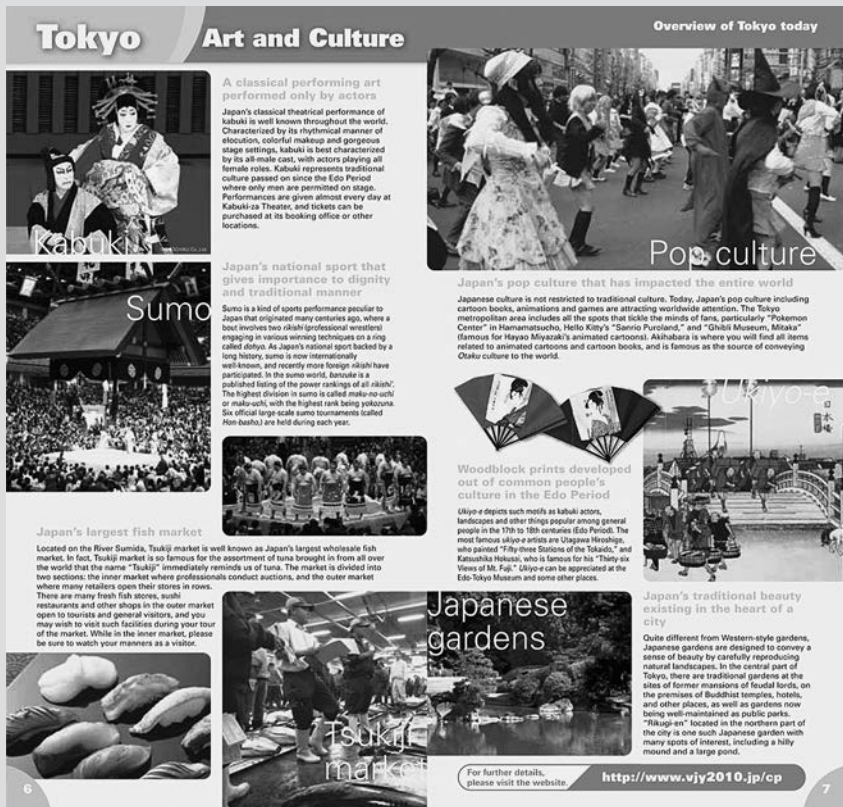 Tokyo
Art and Culture
Overview of Tokyo today
A classical performing art
performed only by actors
Japan's classical theatrical performance of
kabuki is well known throughout the world.
Characterized by its rhythmical manner of
elocution, colorful makeup and gorgeous
stage settings, kabuki is best characterized
by its all-male cast, with actors playing all
female roles. Kabuki represents traditional
culture passed on since the Edo Period
where only men are permitted on stage.
Performances are given almost every day at
Kabuki-za Theater, and tickets can be
purchased at its booking office or other
locations.
Kabuki
Sumo
Japan's national sport that
gives importance to dignity
and traditional manner
Sumo is a kind of sports performance peculiar to
Japan that originated many centuries ago, where a
bout involves two rikishi (professional wrestlers)
engaging in various winning techniques on a ring
called dohyo. As Japan's national sport backed by a
long history, sumo is now internationally
well-known, and recently more foreign rikishi have
participated. In the sumo world, banzuke is a
published listing of the power rankings of all rikishi'.
The highest division in sumo is called maku-no-uchi
or maku-uchi, with the highest rank being yokozuna.
Six official large-scale sumo tournaments (called
Hon-basho,) are held during each year.
Japan's largest fish market
Located on the River Sumida, Tsukiji market is well known as Japan's largest wholesale fish
market. In fact, Tsukiji market is so famous for the assortment of tuna brought in from all over
the world that the name "Tsukiji" immediately reminds us of tuna. The market is divided into
two sections: the inner market where professionals conduct auctions, and the outer market
where many retailers open their stores in rows.
There are many fresh fish stores, sushi
restaurants and other shops in the outer market
open to tourists and general visitors, and you
may wish to visit such facilities during your tour
of the market. While in the inner market, please
be sure to watch your manners as a visitor.
Tsukiji
market
6
Pop culture
Japan's pop culture that has impacted the entire world
Japanese culture is not restricted to traditional culture. Today, Japan's pop culture including
cartoon books, animations and games are attracting worldwide attention. The Tokyo
metropolitan area includes all the spots that tickle the minds of fans, particularly "Pokemon
Center" in Hamamatsucho, Hello Kitty's "Sanrio Puroland," and "Ghibli Museum, Mitaka"
(famous for Hayao Miyazaki's animated cartoons). Akihabara is where you will find all items
related to animated cartoons and cartoon books, and is famous as the source of conveying
Otaku culture to the world.
Ukiyo-e
日本橋
Woodblock prints developed
out of common people's
culture in the Edo Period
Ukiyo-e depicts such motifs as kabuki actors,
landscapes and other things popular among general
people in the 17th to 18th centuries (Edo Period). The
most famous ukiyo-e artists are Utagawa Hiroshige,
who painted "Fifty-three Stations of the Tokaido," and
Katsushika Hokusai, who is famous for his "Thirty-six
Views of Mt. Fuji." Ukiyo-e can be appreciated at the
Edo-Tokyo Museum and some other places.
Japanese
gardens
Japan's traditional beauty
existing in the heart of a
city
Quite different from Western-style gardens,
Japanese gardens are designed to convey a
sense of beauty by carefully reproducing
natural landscapes. In the central part of
Tokyo, there are traditional gardens at the
sites of former mansions of feudal lords, on
the premises of Buddhist temples, hotels,
and other places, as well as gardens now
being well-maintained as public parks.
"Rikugi-en" located in the northern part of
the city is one such Japanese garden with
many spots of interest, including a hilly
mound and a large pond.
For further details,
please visit the website.
http://www.vjy2010.jp/cp
7